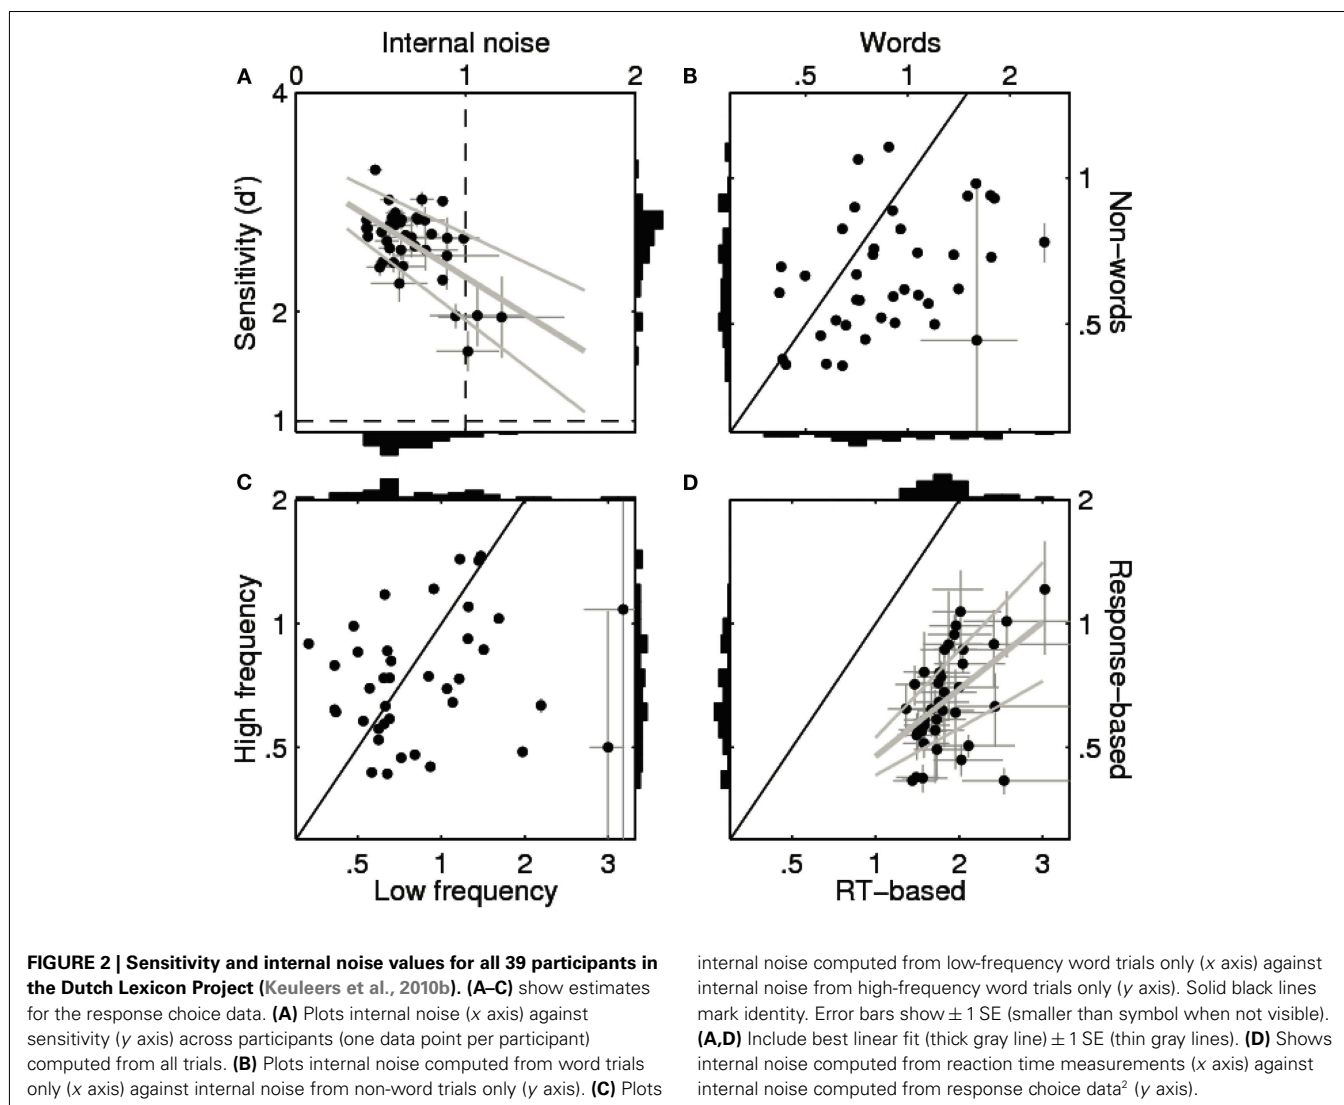 Internal noise
A
0
1
2
4
2
1
Sensitivity (d')
Words
B
.5
1
2
1
.5
Non-words
C
2
1
.5
High frequency
.5
1
2
3
Low frequency
D
2
1
.5
Response-based
.5
1
2
3
RT-based
FIGURE 2 | Sensitivity and internal noise values for all 39 participants in
the Dutch Lexicon Project (Keuleers et al., 2010b). (A–C) show estimates
for the response choice data. (A) Plots internal noise (x axis) against
sensitivity (y axis) across participants (one data point per participant)
computed from all trials. (B) Plots internal noise computed from word trials
only (x axis) against internal noise from non-word trials only (y axis). (C) Plots
internal noise computed from low-frequency word trials only (x axis) against
internal noise from high-frequency word trials only (y axis). Solid black lines
mark identity. Error bars show ± 1 SE (smaller than symbol when not visible).
(A,D) Include best linear fit (thick gray line) ± 1 SE (thin gray lines). (D) Shows
internal noise computed from reaction time measurements (x axis) against
internal noise computed from response choice data² (y axis).